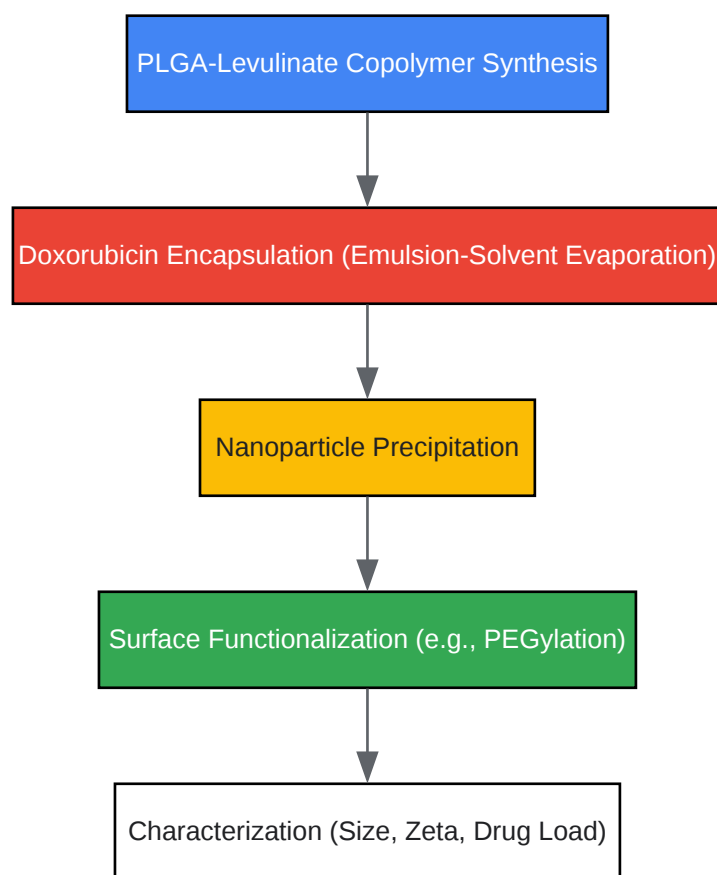 PLGA-Levulinate Copolymer Synthesis
Doxorubicin Encapsulation (Emulsion-Solvent Evaporation)
Nanoparticle Precipitation
Surface Functionalization (e.g., PEGylation)
Characterization (Size, Zeta, Drug Load)